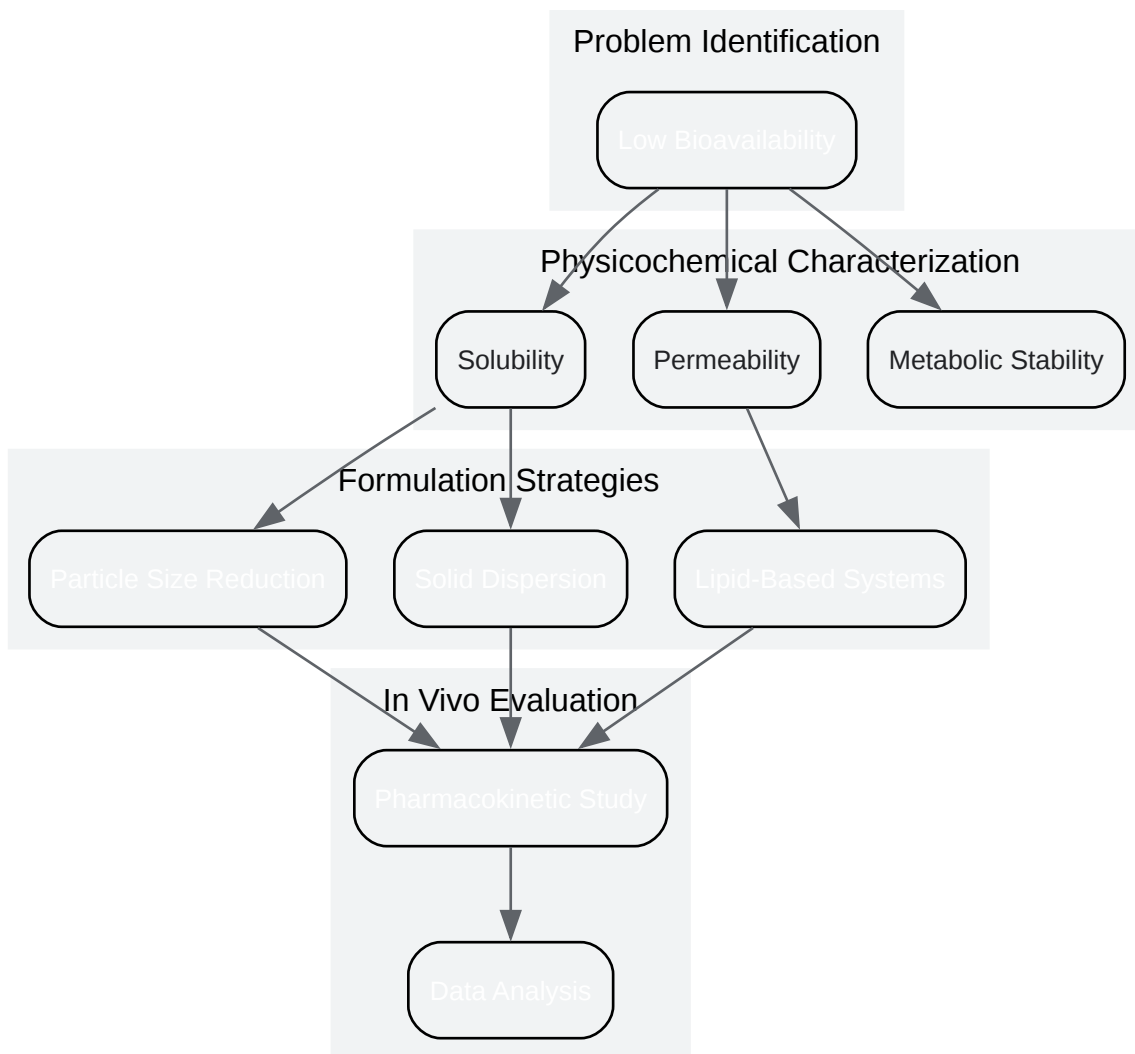 Problem Identification
Low Bioavailability
Physicochemical Characterization
Solubility
Permeability
Metabolic Stability
Formulation Strategies
Particle Size Reduction
Solid Dispersion
Lipid-Based Systems
In Vivo Evaluation
Pharmacokinetic Study
Data Analysis